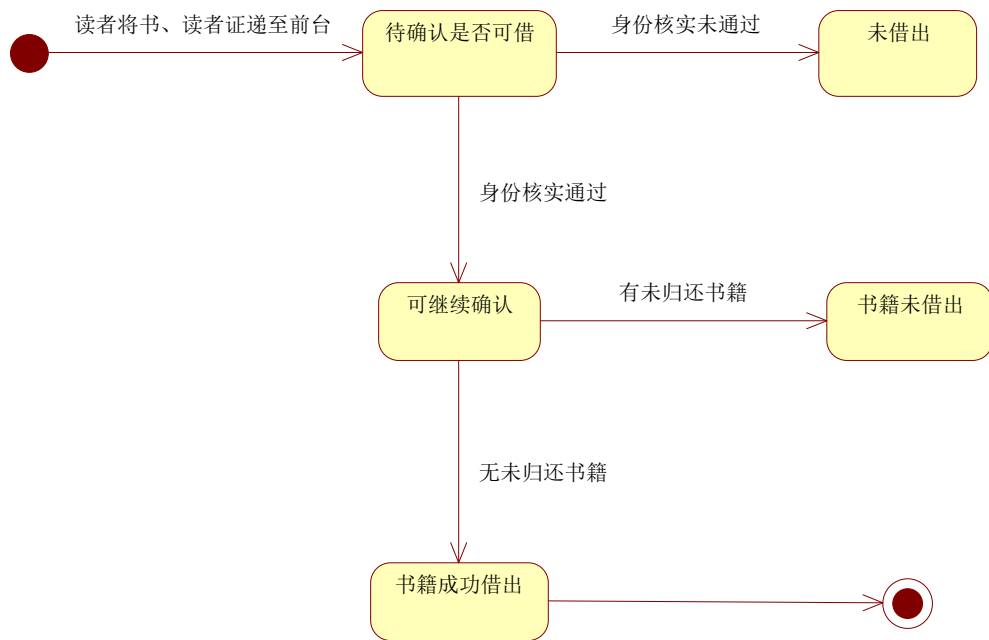 读者将书、读者证递至前台
待确认是否可借
身份核实未通过
未借出
身份核实通过
可继续确认
有未归还书籍
书籍未借出
无未归还书籍
书籍成功借出